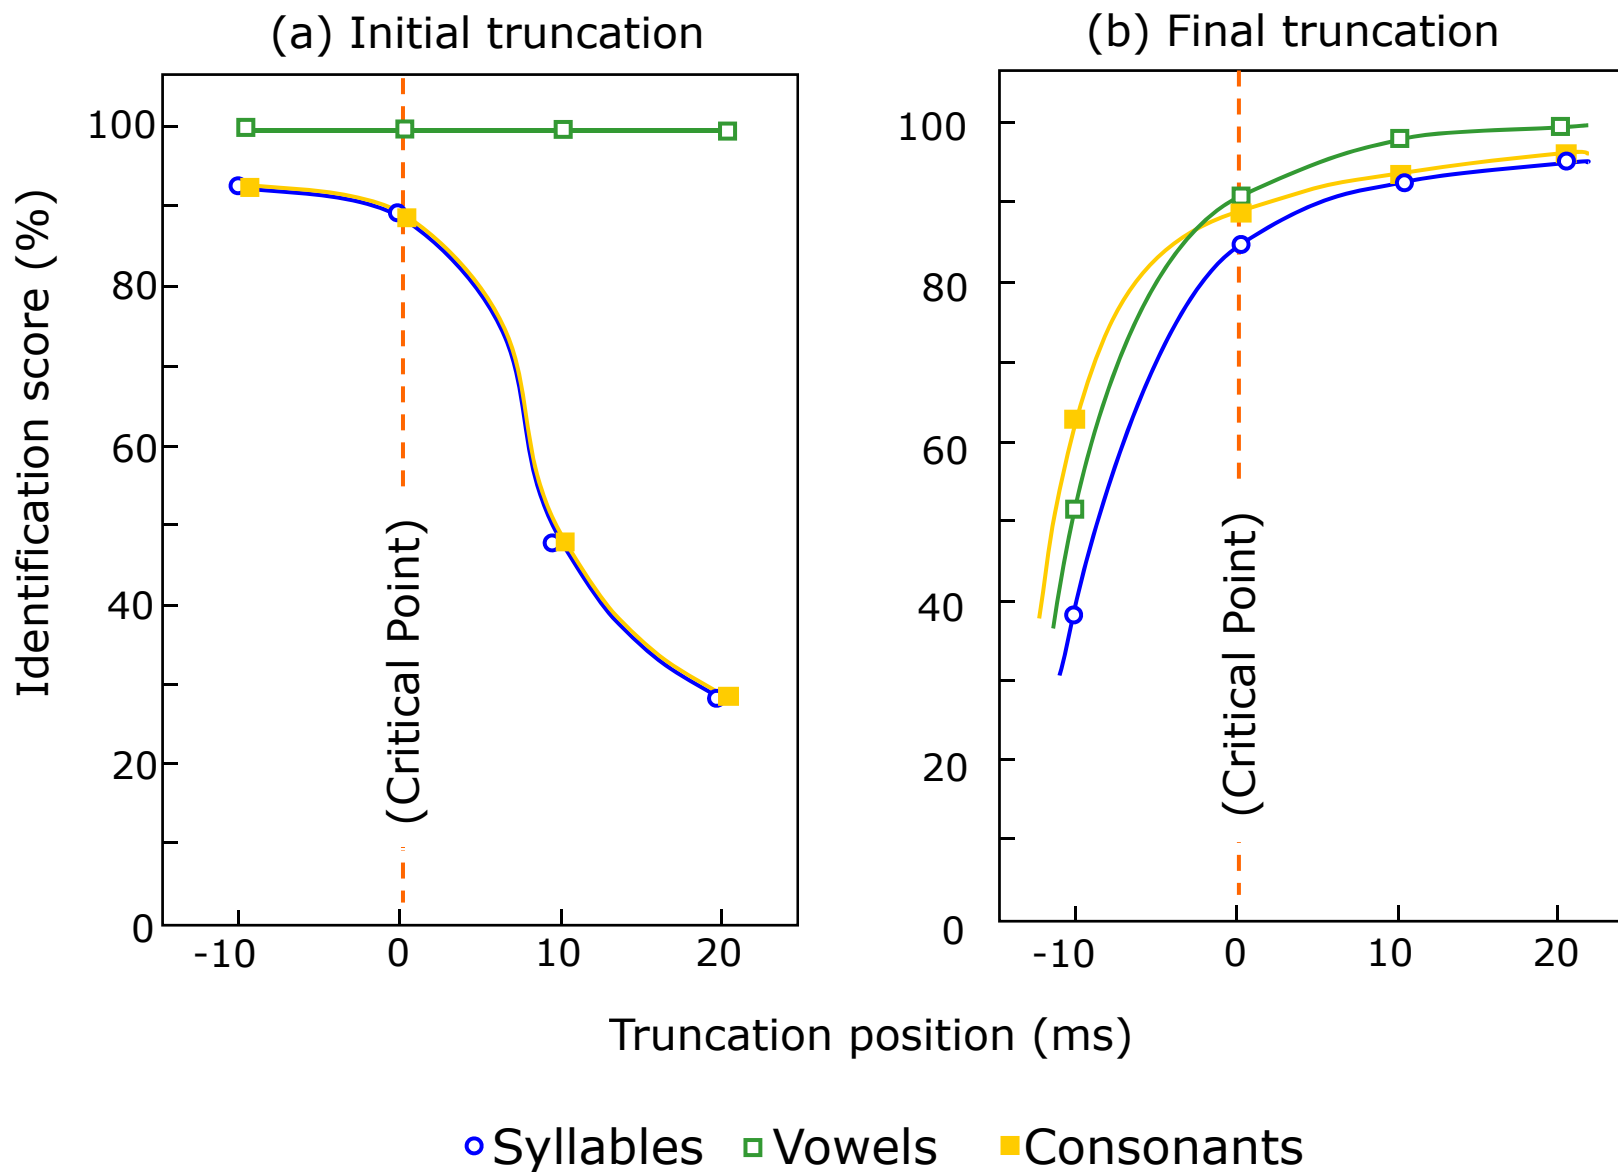 (a) Initial truncation
(b) Final truncation
Identification score (%)
100
80
60
40
20
0
-10 0 10 20
(Critical Point)
100
80
60
40
20
0
-10 0 10 20
(Critical Point)
Truncation position (ms)
Syllables Vowels Consonants